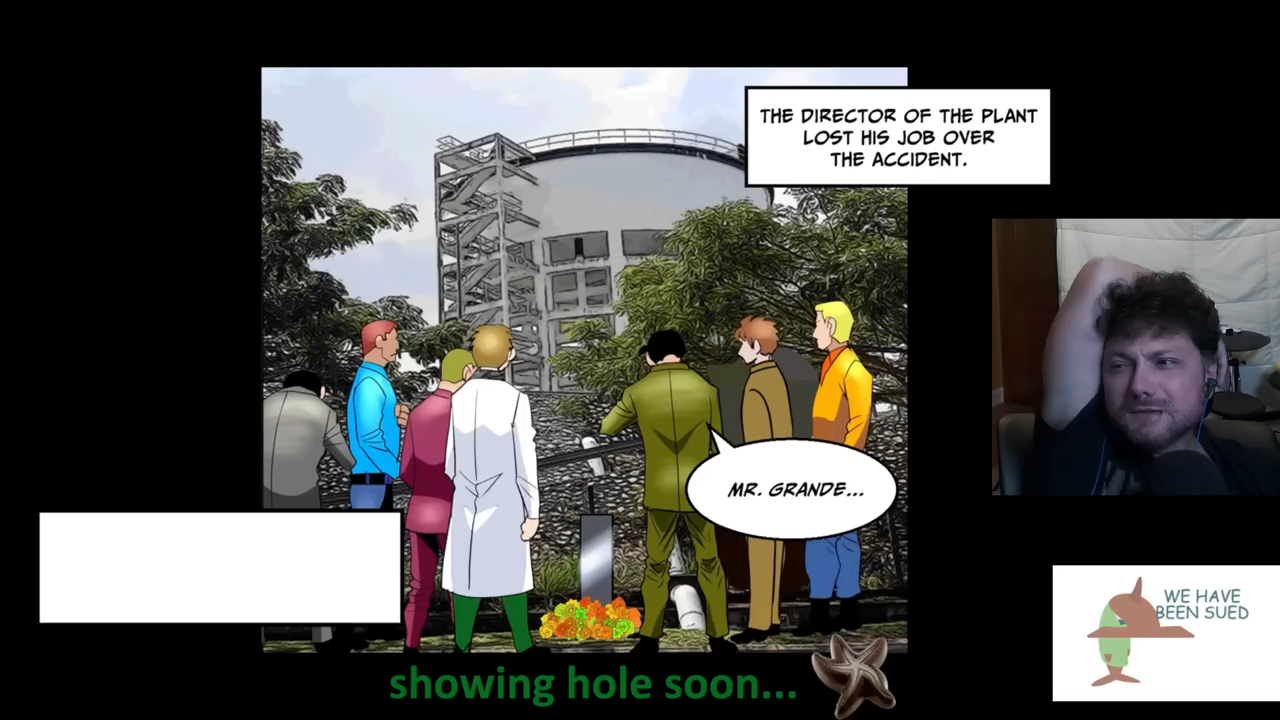 THE DIRECTOR OF THE PLANT
LOST HIS JOB OVER
THE ACCIDENT.
MR. GRANDE...
WE HAVE
BEEN SUED
showing hole soon...